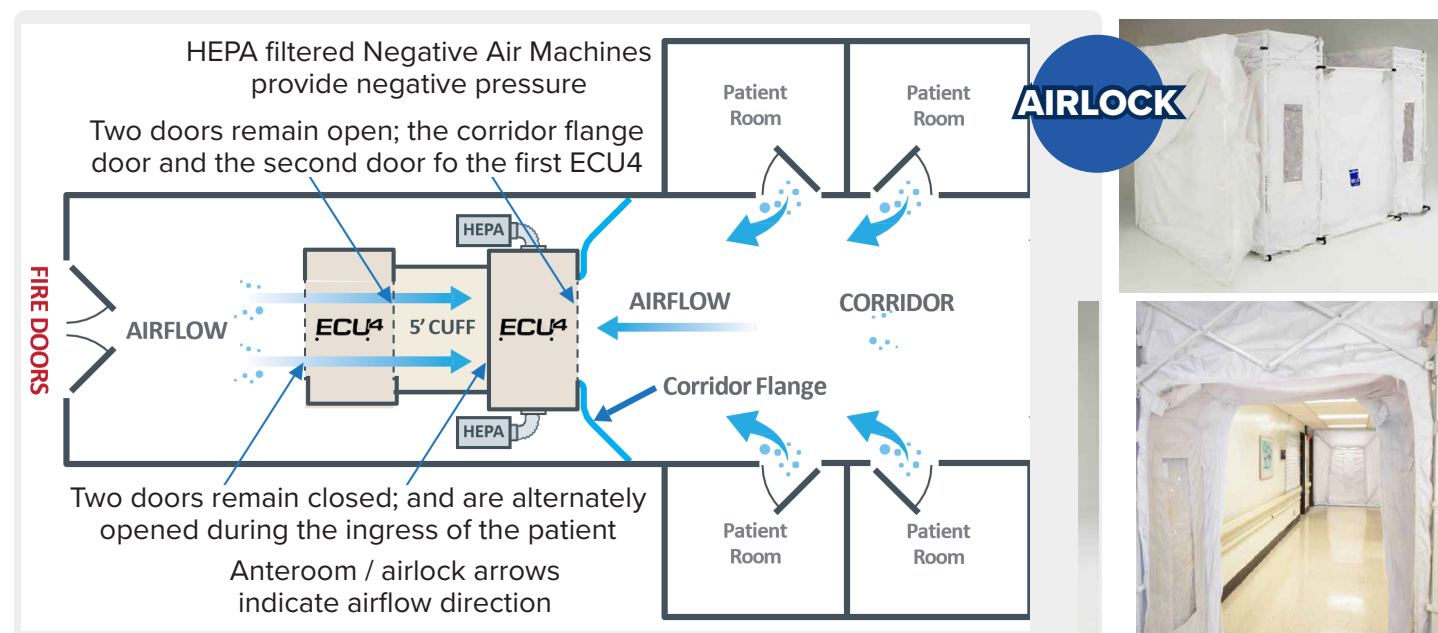 HEPA filtered Negative Air Machines
provide negative pressure
Two doors remain open; the corridor flange
door and the second door fo the first ECU4
Patient
Room
Patient
Room
AIRLOCK
HEPA
FIRE DOORS
AIRFLOW
ECU4
5' CUFF
ECU4
AIRFLOW
CORRIDOR
Corridor Flange
HEPA
Two doors remain closed; and are alternately
opened during the ingress of the patient
Patient
Room
Patient
Room
Anteroom / airlock arrows
indicate airflow direction